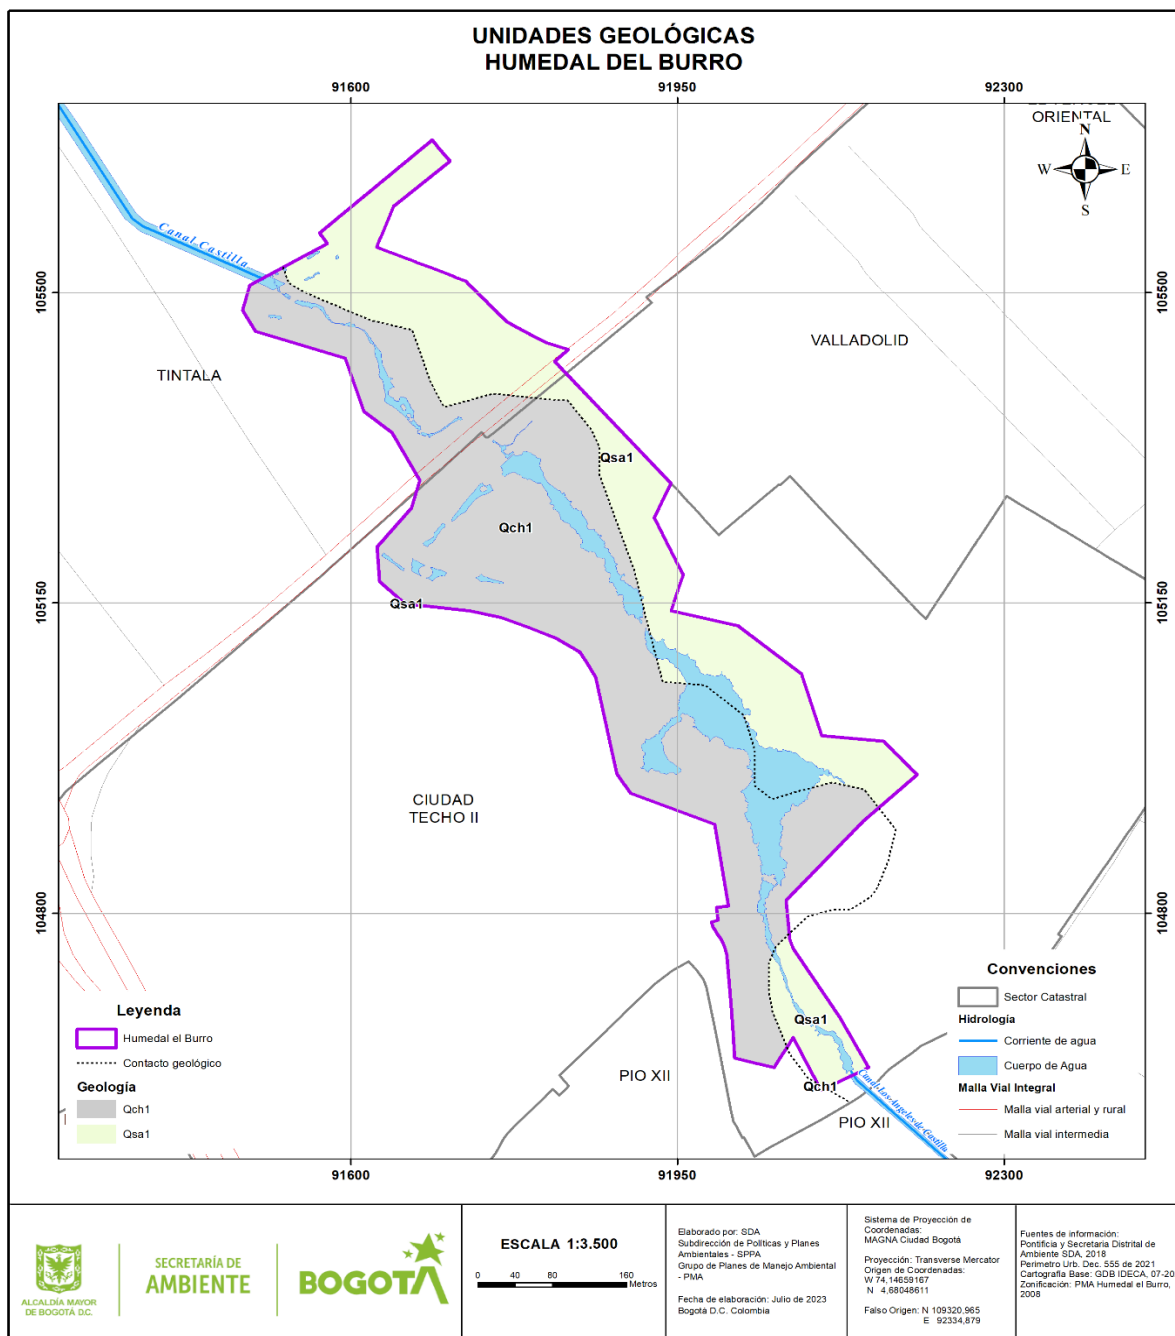 UNIDADES GEOLÓGICAS
HUMEDAL DEL BURRO
91600
91950
92300
ORIENTAL
N
W
E
S
Canal Castilla
105500
105500
VALLADOLID
TINTALA
Qsa1
Qch1
105150
105150
Qsa1
CIUDAD
TECHO II
104800
104800
Qsa1
PIO XII
Qch1
PIO XII
Canal Los Angeles de Castilla
Leyenda
Humedal el Burro
Contacto geológico
Geología
Qch1
Qsa1
Convenciones
Sector Catastral
Hidrología
Corriente de agua
Cuerpo de Agua
Malla Vial Integral
Malla vial arterial y rural
Malla vial intermedia
91600
91950
92300
ALCALDÍA MAYOR
DE BOGOTÁ D.C.
SECRETARÍA DE
AMBIENTE
BOGOTÁ
ESCALA 1:3.500
0 40 80 160
Metros
Elaborado por: SDA
Subdirección de Políticas y Planes
Ambientales - SPPA
Grupo de Planes de Manejo Ambiental
- PMA
Fecha de elaboración: Julio de 2023
Bogotá D.C. Colombia
Sistema de Proyección de
Coordenadas:
MAGNA Ciudad Bogotá
Proyección: Transverse Mercator
Origen de Coordenadas:
W 74,14659167
N 4,68048611
Falso Origen: N 109320,965
E 92334,879
Fuentes de información:
Pontificia y Secretaria Distrital de
Ambiente SDA, 2018
Perimetro Urb. Dec. 555 de 2021
Cartografía Base: GDB IDECA, 07-20
Zonificación: PMA Humedal el Burro,
2008